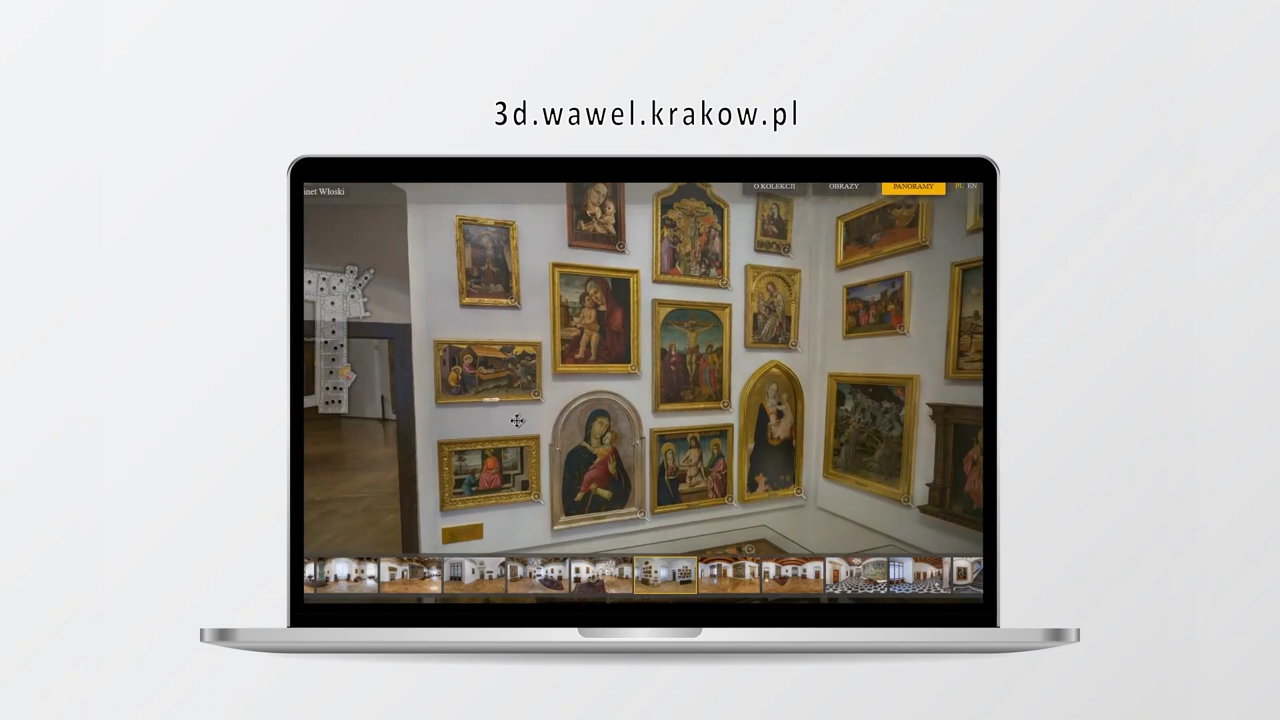 3d.wawel.krakow.pl
inet Włoski
O KOLEKCJI
OBRAZY
PANORAMY
PL EN